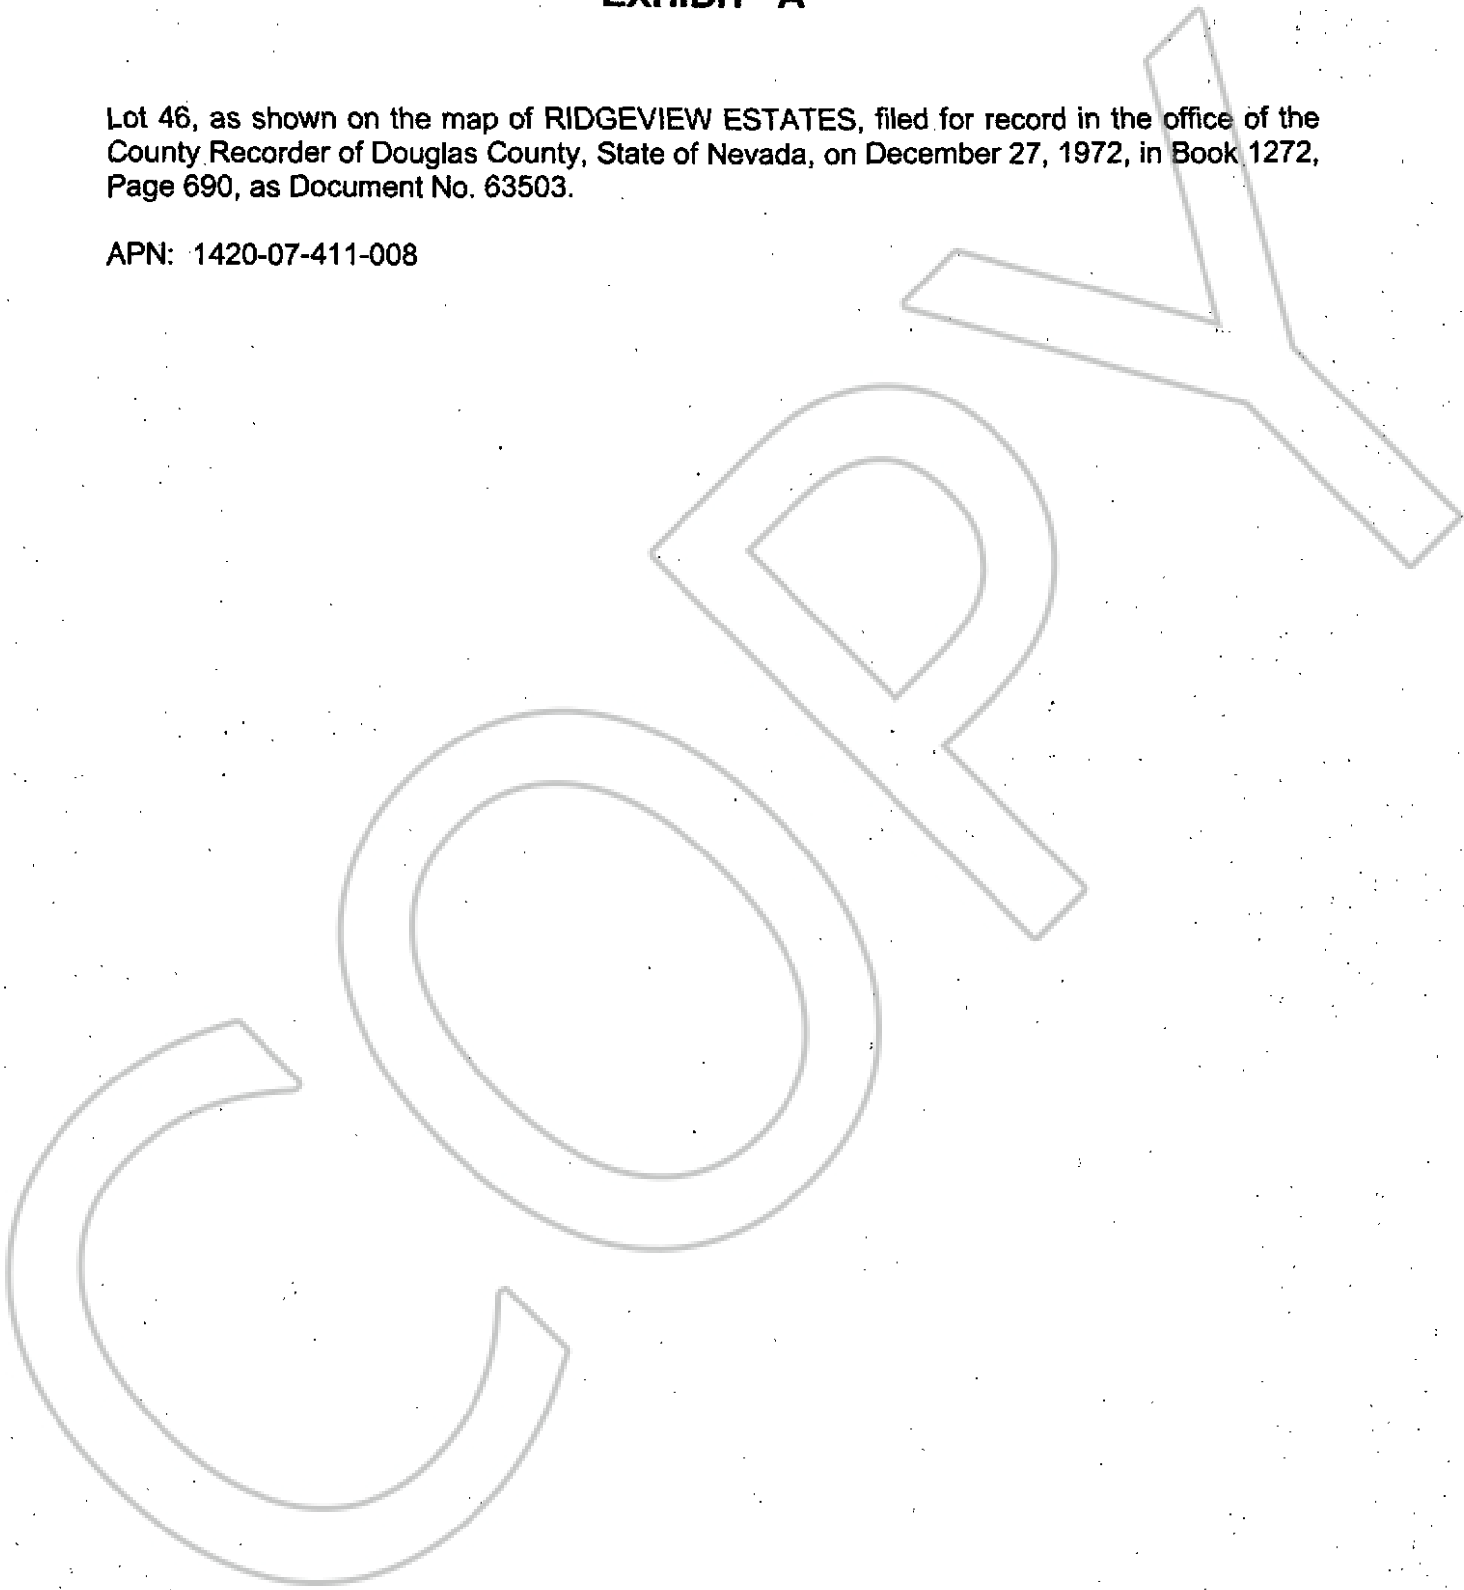 EXHIBIT "A"
Lot 46, as shown on the map of RIDGEVIEW ESTATES, filed for record in the office of the
County Recorder of Douglas County, State of Nevada, on December 27, 1972, in Book 1272,
Page 690, as Document No. 63503.
APN: 1420-07-411-008
COPY